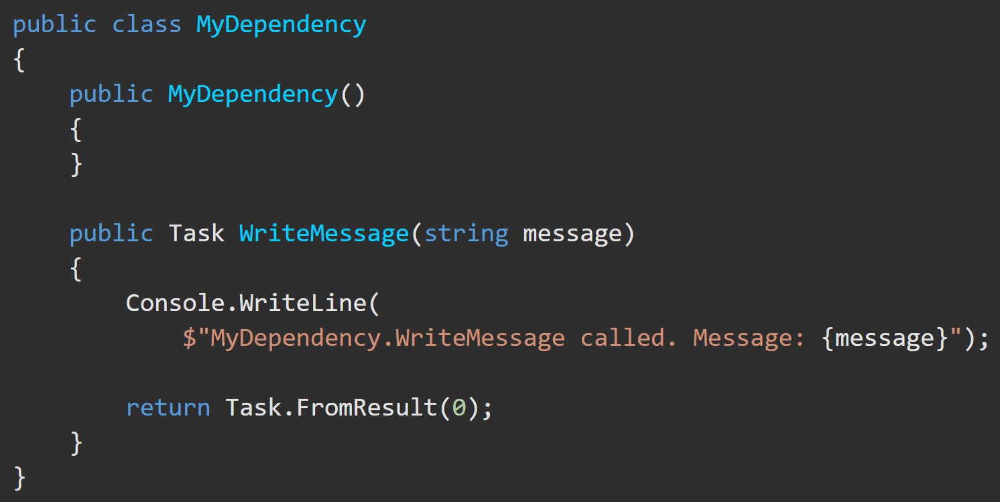 public class MyDependency
{
    public MyDependency()
    {
    }

    public Task WriteMessage(string message)
    {
        Console.WriteLine(
            $"MyDependency.WriteMessage called. Message: {message}");

        return Task.FromResult(0);
    }
}